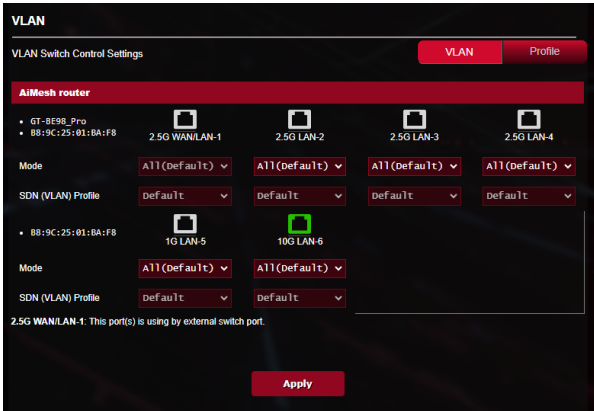 VLAN
VLAN Switch Control Settings
VLAN Profile
AiMesh router
• GT-BE98_Pro
• B8:9C:25:01:BA:F8
2.5G WAN/LAN-1 2.5G LAN-2 2.5G LAN-3 2.5G LAN-4
Mode All(Default) All(Default) All(Default) All(Default)
SDN (VLAN) Profile Default Default Default Default
• B8:9C:25:01:BA:F8
1G LAN-5 10G LAN-6
Mode All(Default) All(Default)
SDN (VLAN) Profile Default Default
2.5G WAN/LAN-1: This port(s) is using by external switch port.
Apply